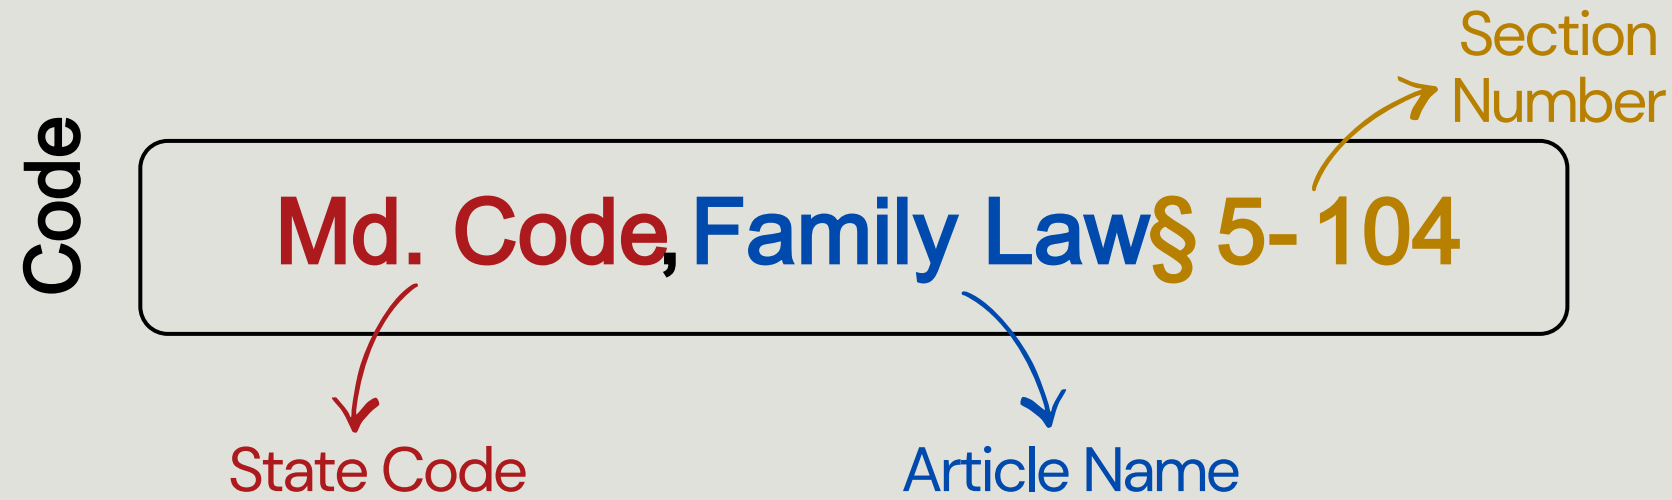 Section
Number
Code
Md. Code, Family Law § 5-104
State Code
Article Name